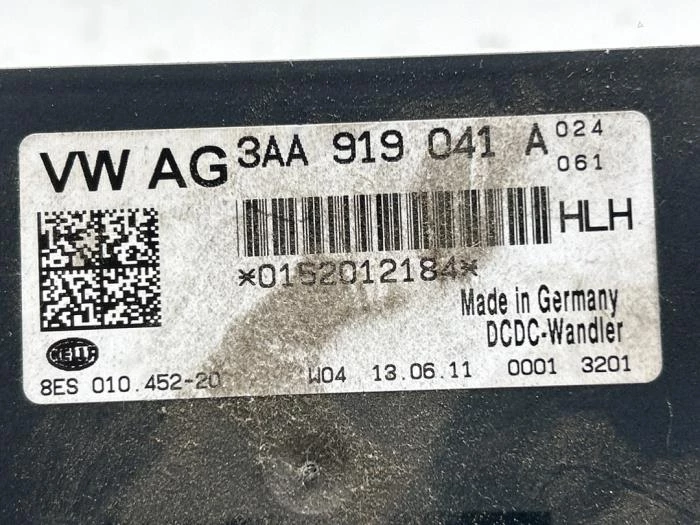 VW AG 3AA 919 041 A 024
061
HLH
*0152012184*
Made in Germany
DCDC-Wandler
HELLA
8ES 010.452-20 W04 13.06.11 0001 3201